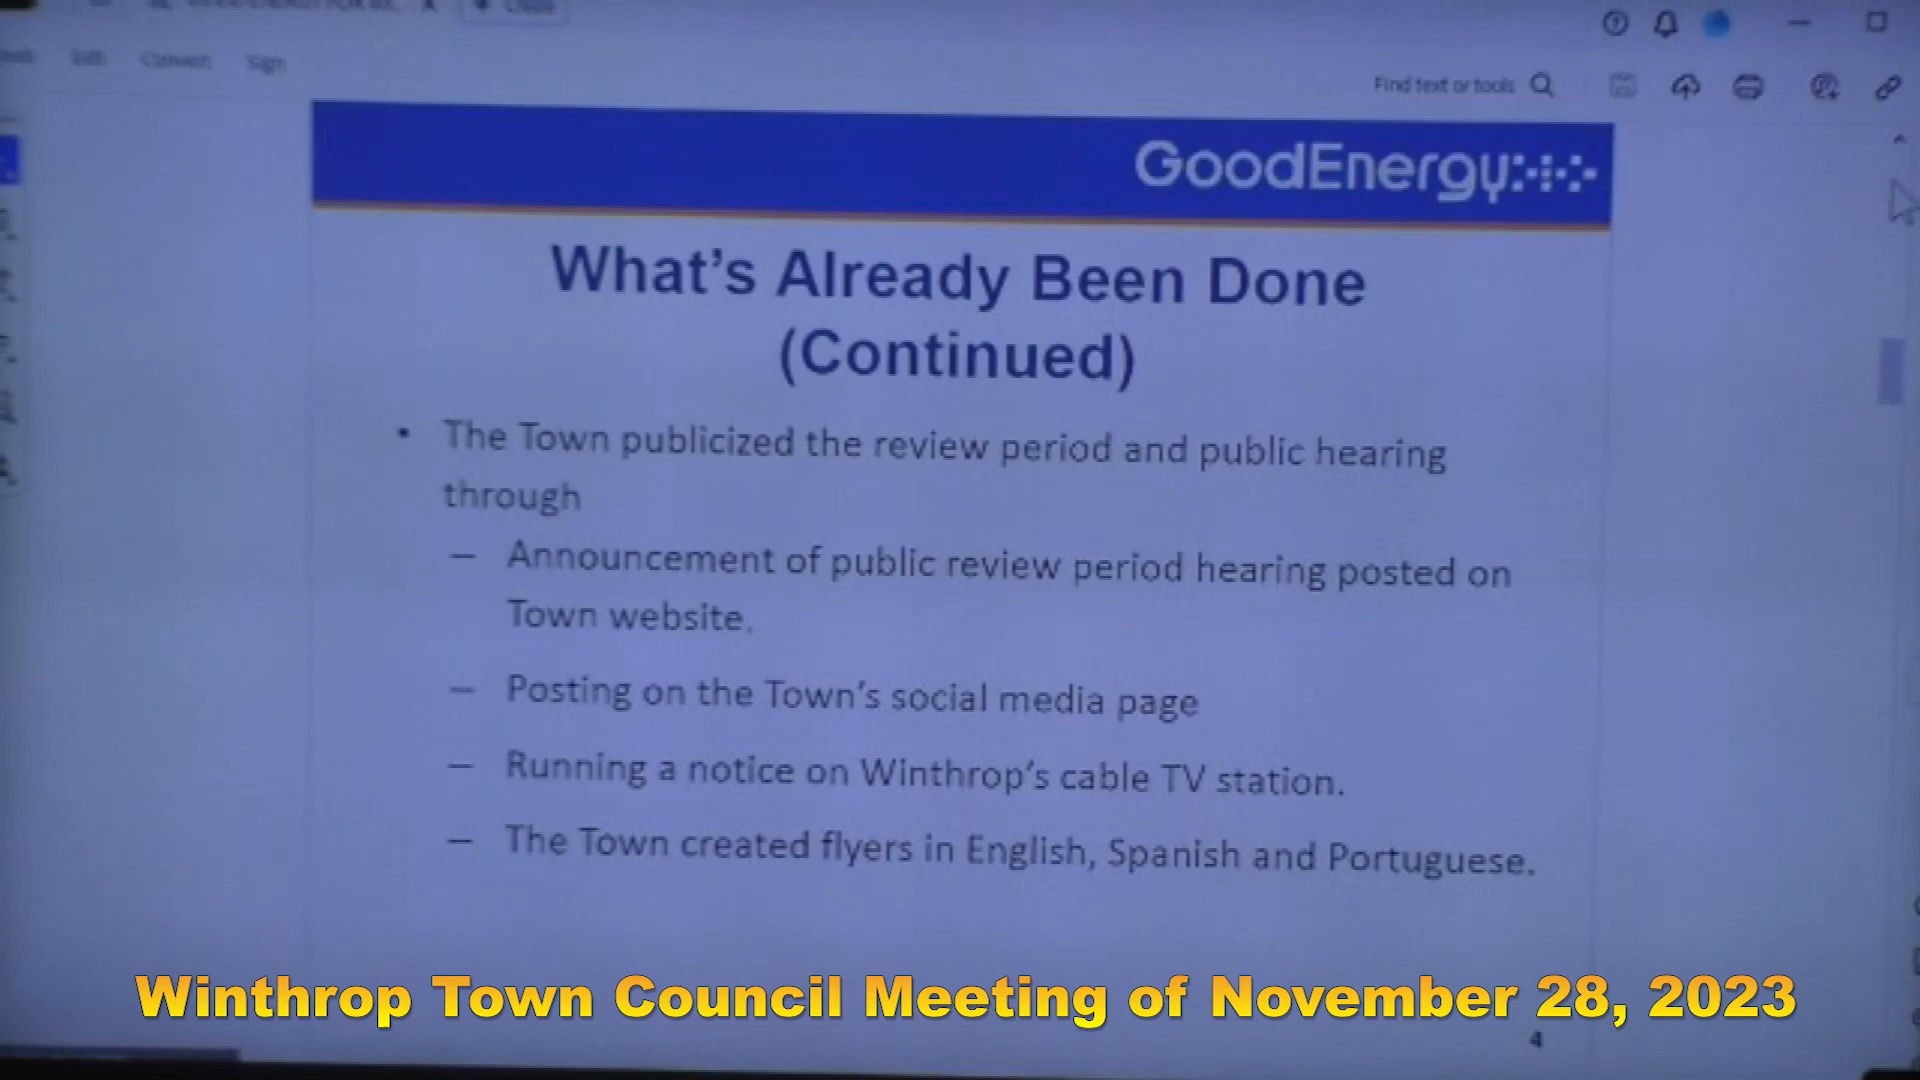 Edit Convert Sign
Find text or tools
GoodEnergy
What's Already Been Done
(Continued)
• The Town publicized the review period and public hearing
through
– Announcement of public review period hearing posted on
Town website.
– Posting on the Town's social media page
– Running a notice on Winthrop's cable TV station.
– The Town created flyers in English, Spanish and Portuguese.
Winthrop Town Council Meeting of November 28, 2023
4